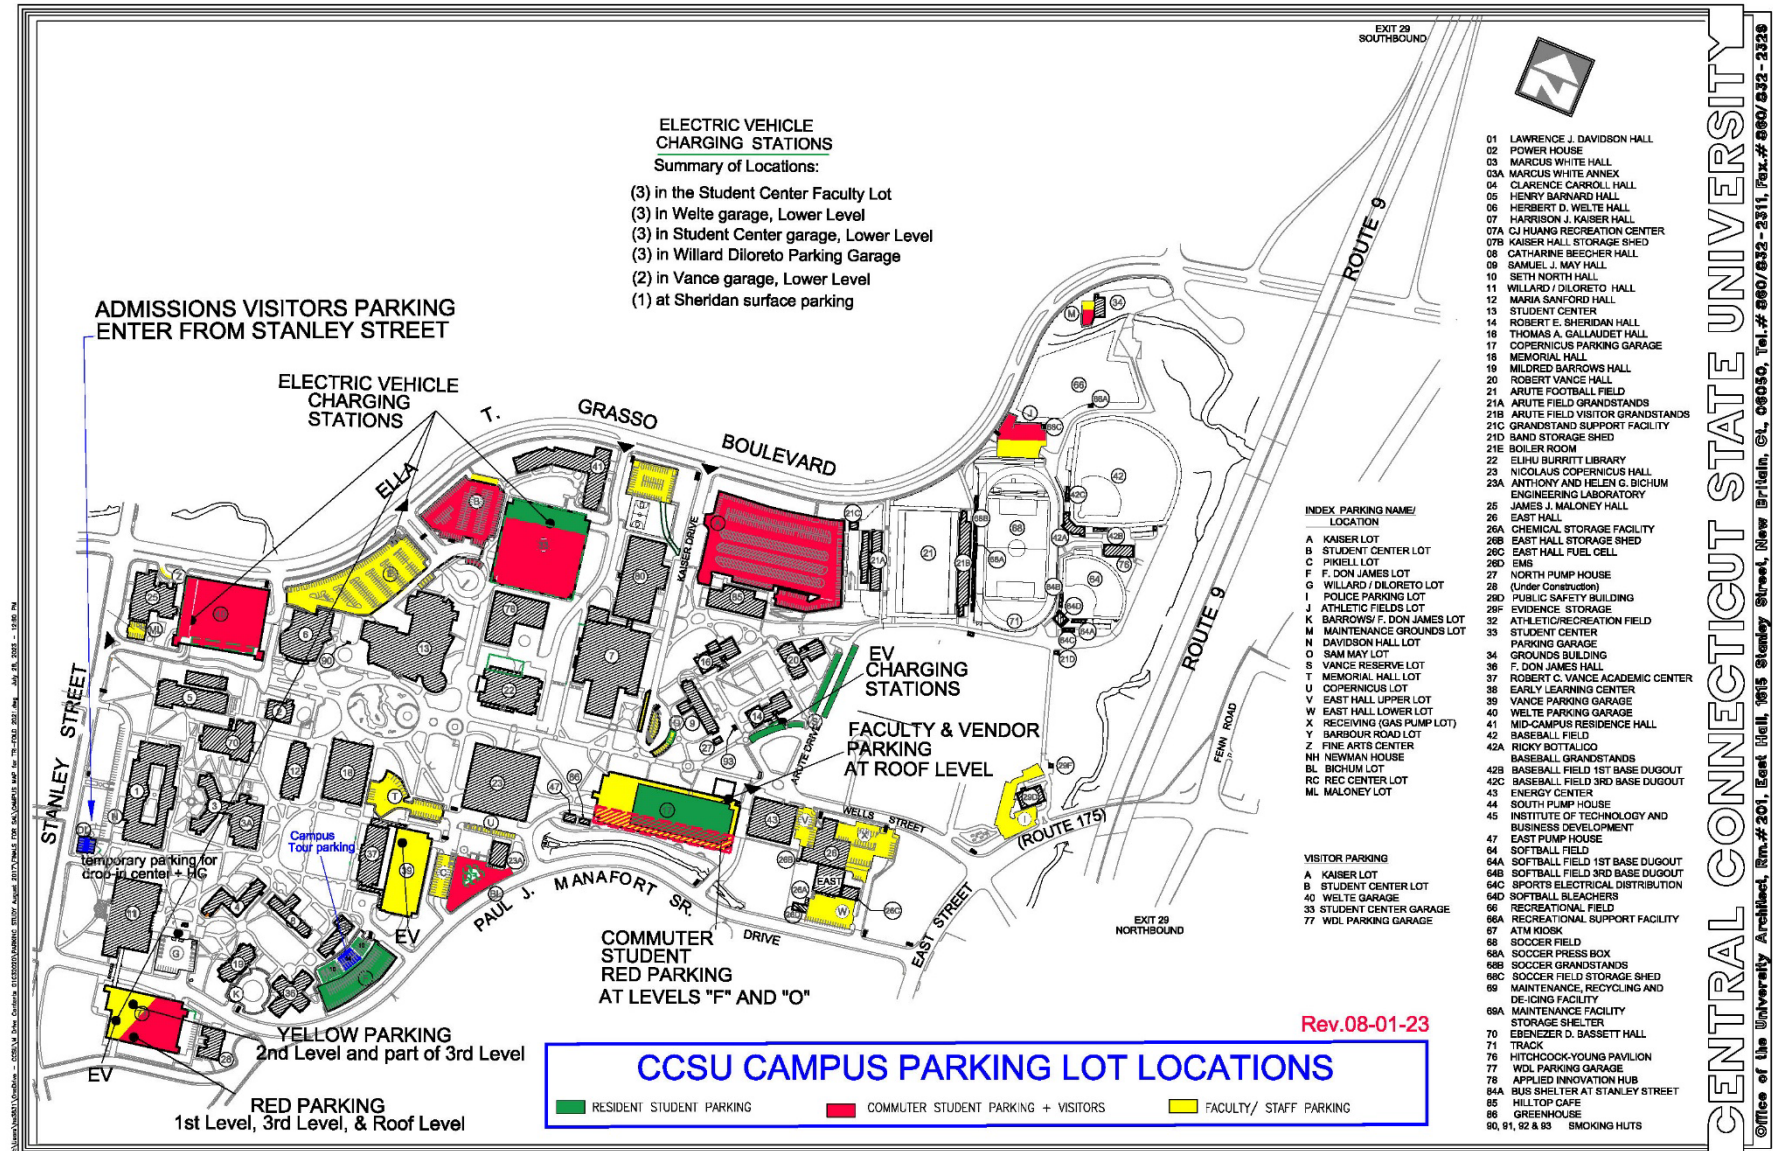 EXIT 29
SOUTHBOUND
ELECTRIC VEHICLE
CHARGING STATIONS
Summary of Locations:
(3) in the Student Center Faculty Lot
(3) in Welte garage, Lower Level
(3) in Student Center garage, Lower Level
(3) in Willard Diloreto Parking Garage
(2) in Vance garage, Lower Level
(1) at Sheridan surface parking
ADMISSIONS VISITORS PARKING
ENTER FROM STANLEY STREET
ELECTRIC VEHICLE
CHARGING
STATIONS
ELLA
T.
GRASSO
BOULEVARD
ROUTE 9
ROUTE 9
KAISER DRIVE
STANLEY STREET
EV
CHARGING
STATIONS
FACULTY & VENDOR
PARKING
AT ROOF LEVEL
ARUTE DRIVE
FENN ROAD
WELLS STREET
(ROUTE 175)
EAST
EAST STREET
temporary parking for
drop-in center + HC
Campus
Tour parking
PAUL J. MANAFORT SR. DRIVE
EV
COMMUTER
STUDENT
RED PARKING
AT LEVELS "F" AND "O"
EXIT 29
NORTHBOUND
YELLOW PARKING
2nd Level and part of 3rd Level
EV
RED PARKING
1st Level, 3rd Level, & Roof Level
Rev.08-01-23
CCSU CAMPUS PARKING LOT LOCATIONS
RESIDENT STUDENT PARKING
COMMUTER STUDENT PARKING + VISITORS
FACULTY/ STAFF PARKING
INDEX PARKING NAME/
LOCATION
A KAISER LOT
B STUDENT CENTER LOT
C PIKIELL LOT
F F. DON JAMES LOT
G WILLARD / DILORETO LOT
I POLICE PARKING LOT
J ATHLETIC FIELDS LOT
K BARROWS/ F. DON JAMES LOT
M MAINTENANCE GROUNDS LOT
N DAVIDSON HALL LOT
O SAM MAY LOT
S VANCE RESERVE LOT
T MEMORIAL HALL LOT
U COPERNICUS LOT
V EAST HALL UPPER LOT
W EAST HALL LOWER LOT
X RECEIVING (GAS PUMP LOT)
Y BARBOUR ROAD LOT
Z FINE ARTS CENTER
NH NEWMAN HOUSE
BL BICHUM LOT
RC REC CENTER LOT
ML MALONEY LOT
VISITOR PARKING
A KAISER LOT
B STUDENT CENTER LOT
40 WELTE GARAGE
33 STUDENT CENTER GARAGE
77 WDL PARKING GARAGE
01 LAWRENCE J. DAVIDSON HALL
02 POWER HOUSE
03 MARCUS WHITE HALL
03A MARCUS WHITE ANNEX
04 CLARENCE CARROLL HALL
05 HENRY BARNARD HALL
06 HERBERT D. WELTE HALL
07 HARRISON J. KAISER HALL
07A CJ HUANG RECREATION CENTER
07B KAISER HALL STORAGE SHED
08 CATHARINE BEECHER HALL
09 SAMUEL J. MAY HALL
10 SETH NORTH HALL
11 WILLARD / DILORETO HALL
12 MARIA SANFORD HALL
13 STUDENT CENTER
14 ROBERT E. SHERIDAN HALL
16 THOMAS A. GALLAUDET HALL
17 COPERNICUS PARKING GARAGE
18 MEMORIAL HALL
19 MILDRED BARROWS HALL
20 ROBERT VANCE HALL
21 ARUTE FOOTBALL FIELD
21A ARUTE FIELD GRANDSTANDS
21B ARUTE FIELD VISITOR GRANDSTANDS
21C GRANDSTAND SUPPORT FACILITY
21D BAND STORAGE SHED
21E BOILER ROOM
22 ELIHU BURRITT LIBRARY
23 NICOLAUS COPERNICUS HALL
23A ANTHONY AND HELEN G. BICHUM
ENGINEERING LABORATORY
25 JAMES J. MALONEY HALL
26 EAST HALL
26A CHEMICAL STORAGE FACILITY
26B EAST HALL STORAGE SHED
26C EAST HALL FUEL CELL
26D EMS
27 NORTH PUMP HOUSE
28 (Under Construction)
29D PUBLIC SAFETY BUILDING
29F EVIDENCE STORAGE
32 ATHLETIC/RECREATION FIELD
33 STUDENT CENTER
PARKING GARAGE
34 GROUNDS BUILDING
36 F. DON JAMES HALL
37 ROBERT C. VANCE ACADEMIC CENTER
38 EARLY LEARNING CENTER
39 VANCE PARKING GARAGE
40 WELTE PARKING GARAGE
41 MID-CAMPUS RESIDENCE HALL
42 BASEBALL FIELD
42A RICKY BOTTALICO
BASEBALL GRANDSTANDS
42B BASEBALL FIELD 1ST BASE DUGOUT
42C BASEBALL FIELD 3RD BASE DUGOUT
43 ENERGY CENTER
44 SOUTH PUMP HOUSE
45 INSTITUTE OF TECHNOLOGY AND
BUSINESS DEVELOPMENT
47 EAST PUMP HOUSE
64 SOFTBALL FIELD
64A SOFTBALL FIELD 1ST BASE DUGOUT
64B SOFTBALL FIELD 3RD BASE DUGOUT
64C SPORTS ELECTRICAL DISTRIBUTION
64D SOFTBALL BLEACHERS
66 RECREATIONAL FIELD
66A RECREATIONAL SUPPORT FACILITY
67 ATM KIOSK
68 SOCCER FIELD
68A SOCCER PRESS BOX
68B SOCCER GRANDSTANDS
68C SOCCER FIELD STORAGE SHED
69 MAINTENANCE, RECYCLING AND
DE-ICING FACILITY
69A MAINTENANCE FACILITY
STORAGE SHELTER
70 EBENEZER D. BASSETT HALL
71 TRACK
76 HITCHCOCK-YOUNG PAVILION
77 WDL PARKING GARAGE
78 APPLIED INNOVATION HUB
84A BUS SHELTER AT STANLEY STREET
85 HILLTOP CAFE
86 GREENHOUSE
90, 91, 92 & 93 SMOKING HUTS
CENTRAL CONNECTICUT STATE UNIVERSITY
Office of the University Architect, Rm.# 201, East Hall, 1615 Stanley Street, New Britain, Ct., 06050, Tel.# 860/ 832 - 2311, Fax.# 860/ 832 - 2329